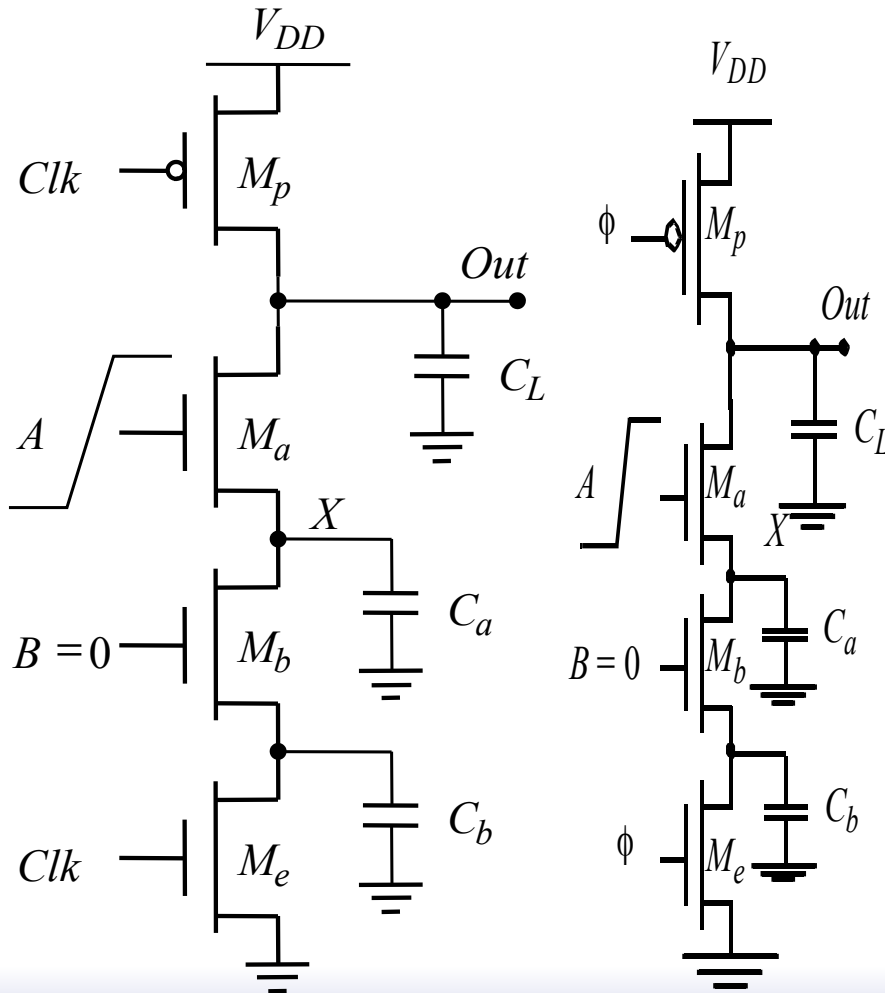 V_DD
Clk
M_p
Out
C_L
A
M_a
X
C_a
B = 0
M_b
C_b
Clk
M_e
V_DD
ϕ
M_p
Out
C_L
A
M_a
X
C_a
B = 0
M_b
C_b
ϕ
M_e